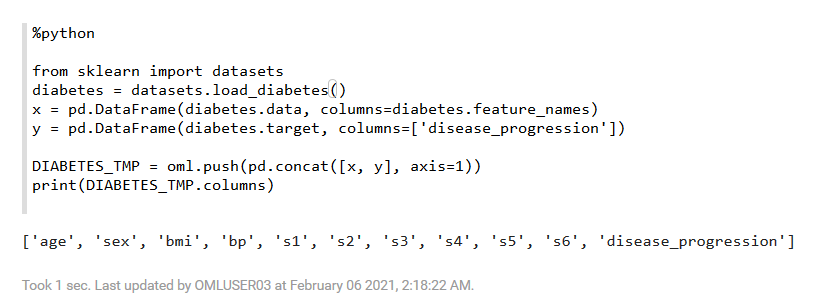 %python
from sklearn import datasets
diabetes = datasets.load_diabetes()
x = pd.DataFrame(diabetes.data, columns=diabetes.feature_names)
y = pd.DataFrame(diabetes.target, columns=['disease_progression'])
DIABETES_TMP = oml.push(pd.concat([x, y], axis=1))
print(DIABETES_TMP.columns)
['age', 'sex', 'bmi', 'bp', 's1', 's2', 's3', 's4', 's5', 's6', 'disease_progression']
Took 1 sec. Last updated by OMLUSER03 at February 06 2021, 2:18:22 AM.